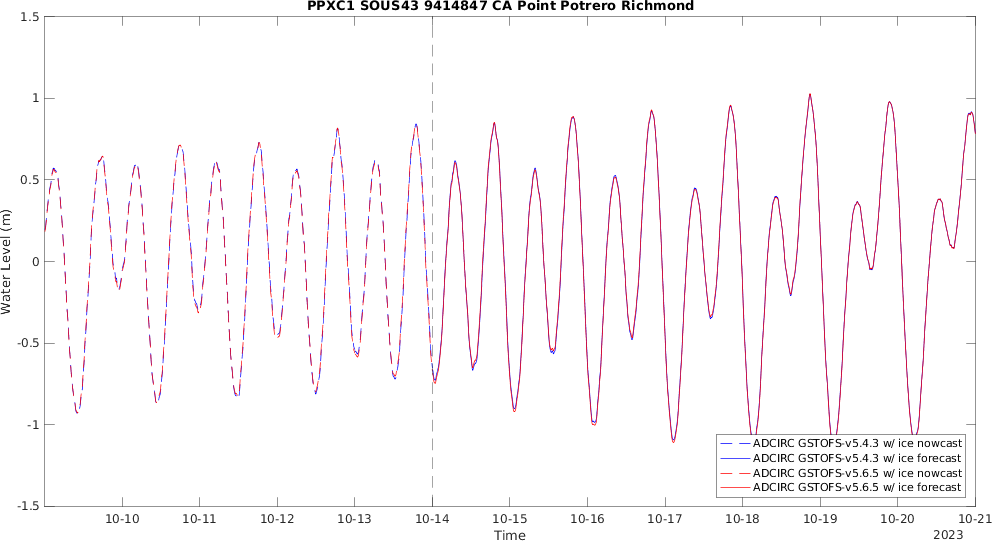 PPXC1 SOUS43 9414847 CA Point Potrero Richmond
1.5
1
0.5
0
-0.5
-1
-1.5
Water Level (m)
10-10 10-11 10-12 10-13 10-14 10-15 10-16 10-17 10-18 10-19 10-20 10-21
Time
2023
ADCIRC GSTOFS-v5.4.3 w/ ice nowcast
ADCIRC GSTOFS-v5.4.3 w/ ice forecast
ADCIRC GSTOFS-v5.6.5 w/ ice nowcast
ADCIRC GSTOFS-v5.6.5 w/ ice forecast